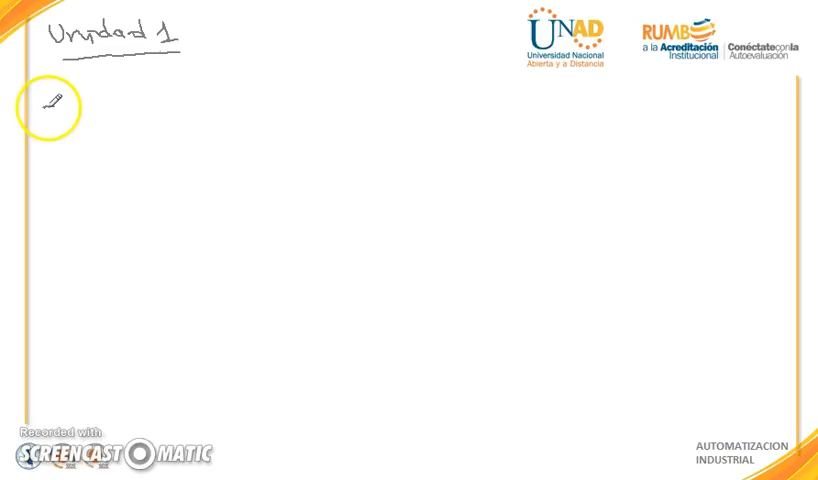 Unidad 1
UNAD
Universidad Nacional
Abierta y a Distancia
RUMBO
a la Acreditación
Institucional
Conéctate con la
Autoevaluación
Recorded with
SCREENCAST MATIC
AUTOMATIZACION
INDUSTRIAL